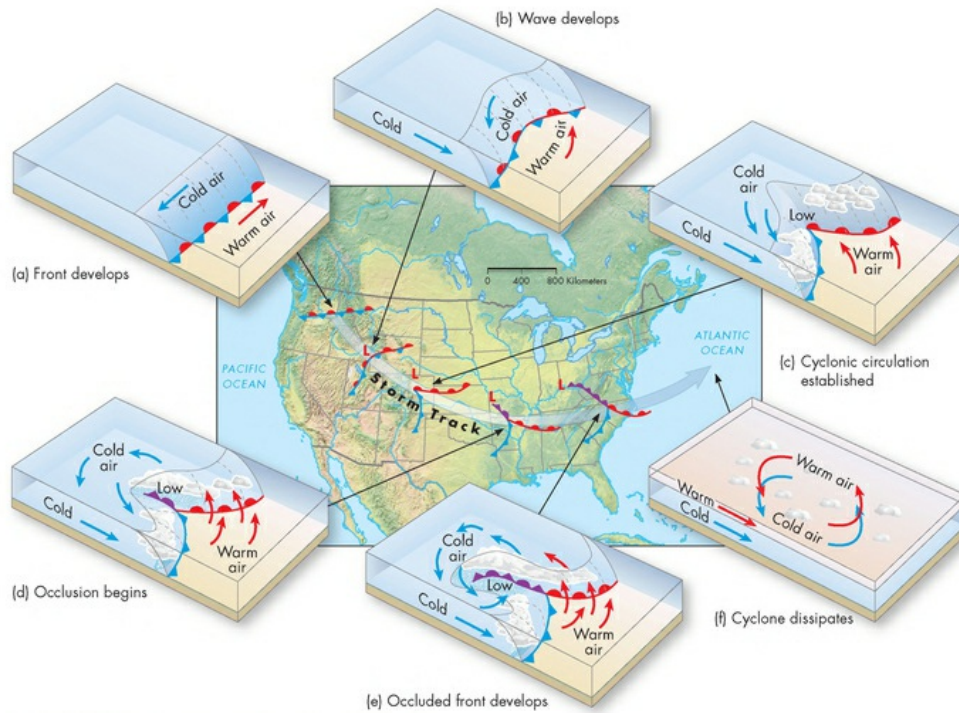 (b) Wave develops
Cold
Cold air
Warm air
Cold air
Warm air
(a) Front develops
Cold
air
Low
Cold
Warm
air
(c) Cyclonic circulation
established
0 400 800 Kilometers
PACIFIC
OCEAN
ATLANTIC
OCEAN
L
L
L
L
Storm Track
Cold
air
Low
Cold
Warm
air
(d) Occlusion begins
Cold
air
Low
Cold
Warm
air
(e) Occluded front develops
Warm air
Warm
Cold
Cold air
(f) Cyclone dissipates